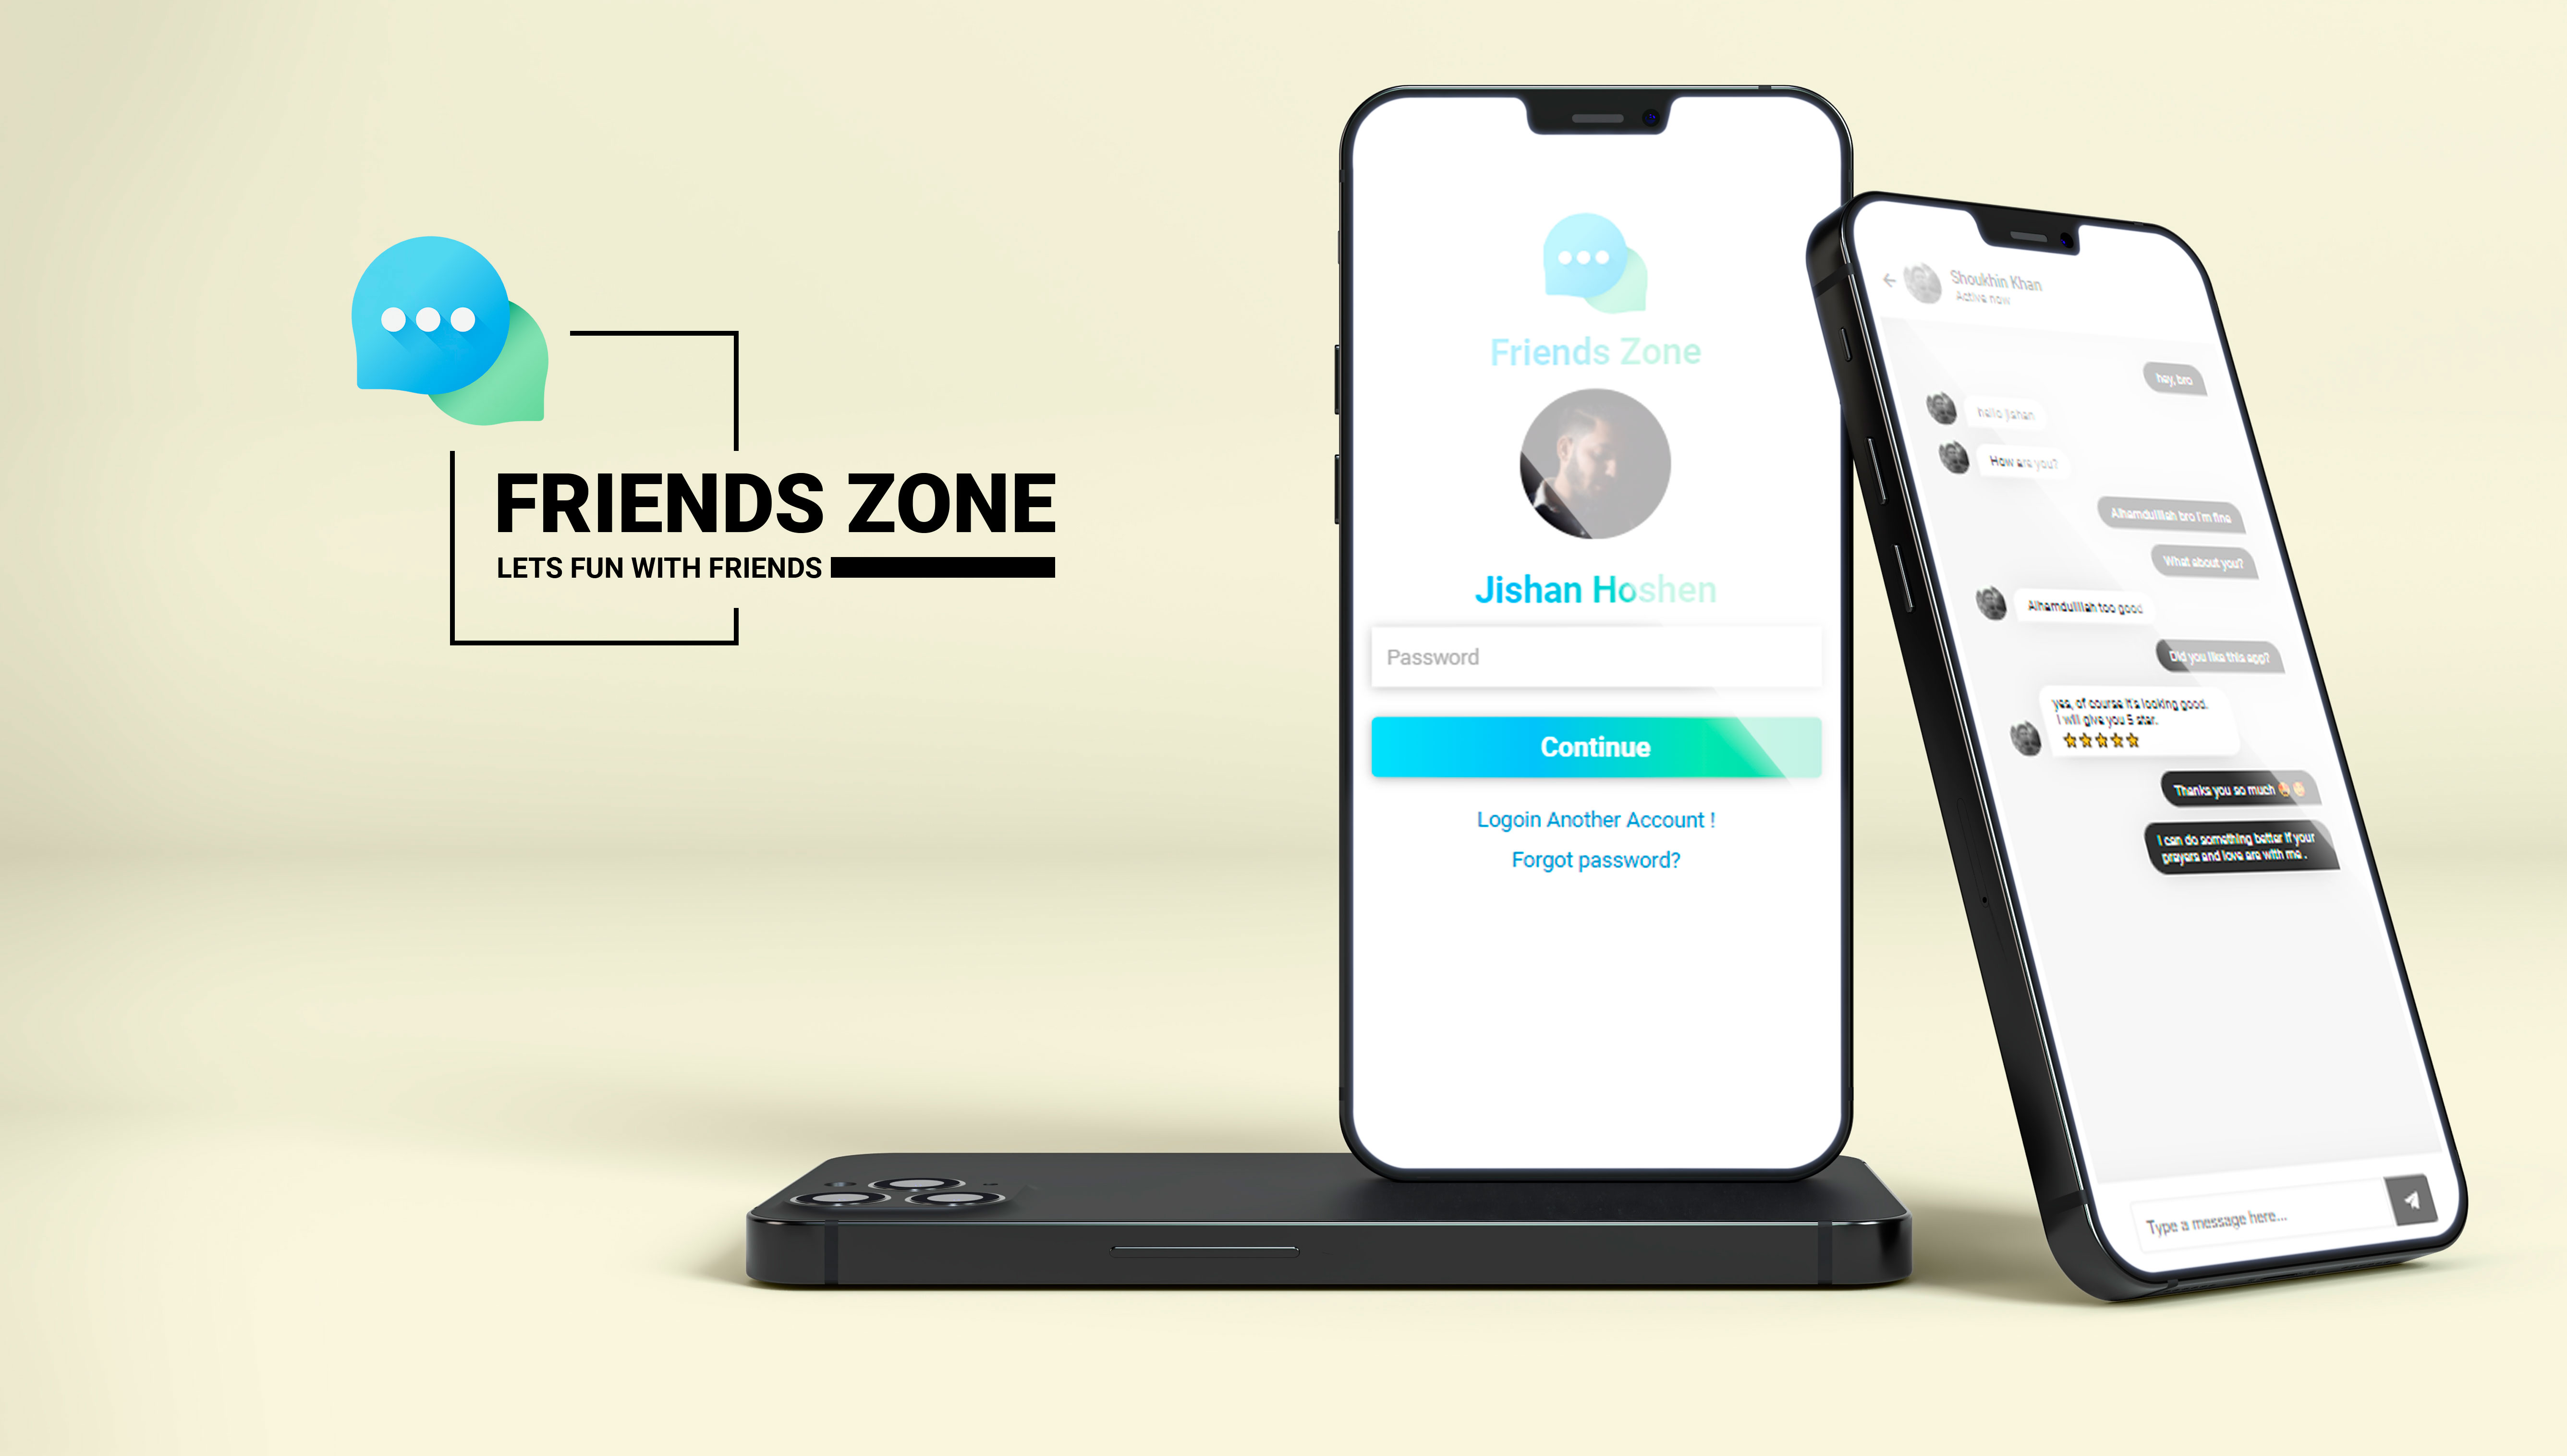 FRIENDS ZONE
LETS FUN WITH FRIENDS
Friends Zone
Jishan Hoshen
Password
Continue
Logoin Another Account !
Forgot password?
Shoukhin Khan
Active now
hey, bro
hello jishan
How are you?
Alhamdulillah bro I'm fine
What about you?
Alhamdulillah too good
Did you like this app?
yes, of course it's looking good.
I will give you 5 star.
Thanks you so much
I can do something better if your
prayers and love are with me .
Type a message here...